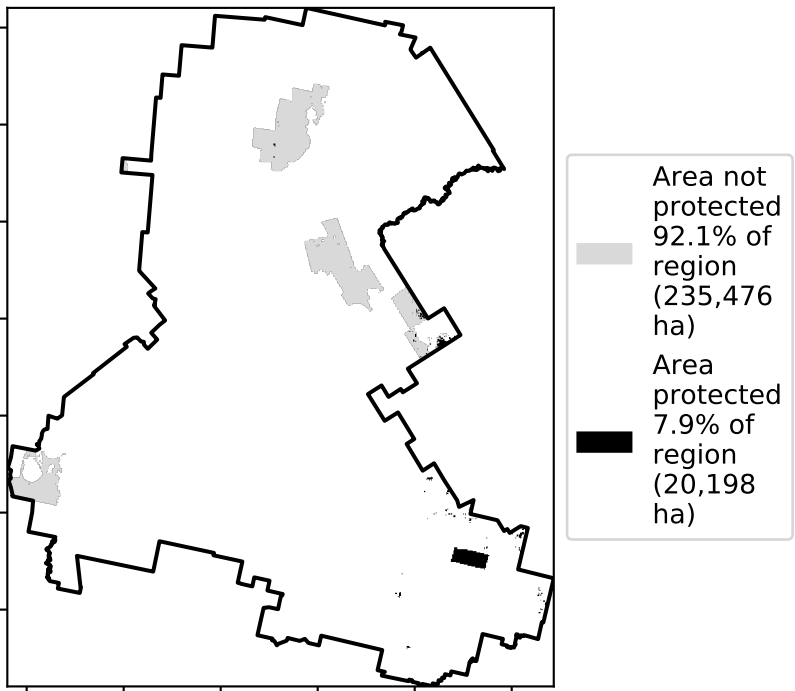 Area not
protected
92.1% of
region
(235,476
ha)
Area
protected
7.9% of
region
(20,198
ha)